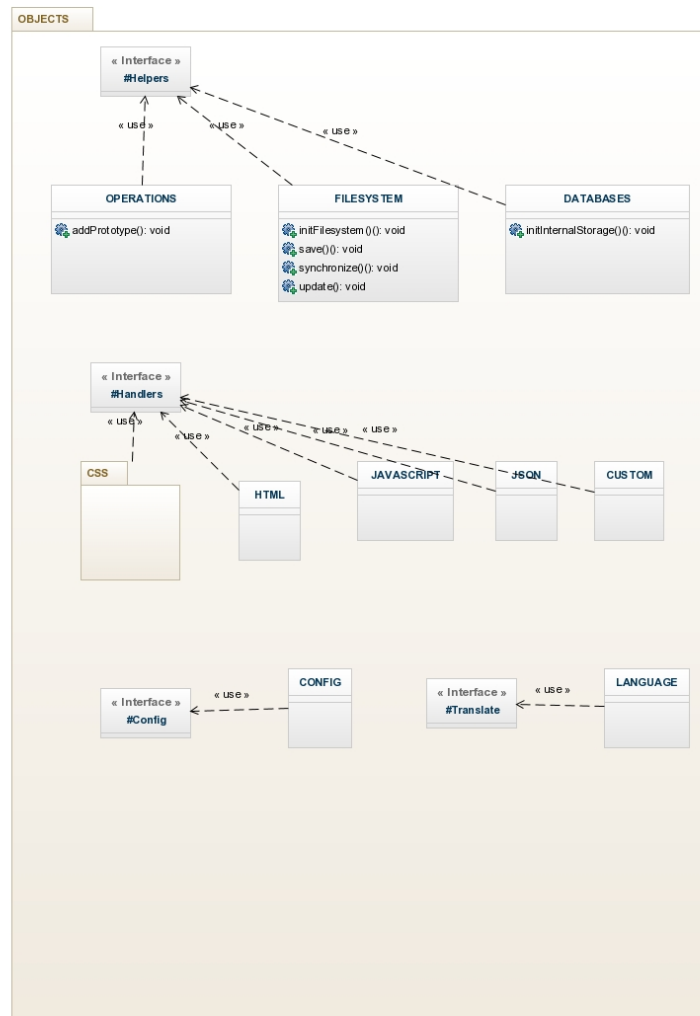 OBJECTS
« Interface »
#Helpers
« use »
« use »
« use »
OPERATIONS
addPrototype(): void
FILESYSTEM
initFilesystem()(): void
save()(): void
synchronize()(): void
update(): void
DATABASES
initInternalStorage()(): void
« Interface »
#Handlers
« use »
« use »
« use »
« use »
« use »
CSS
HTML
JAVASCRIPT
JSON
CUSTOM
« Interface »
#Config
« use »
CONFIG
« Interface »
#Translate
« use »
LANGUAGE